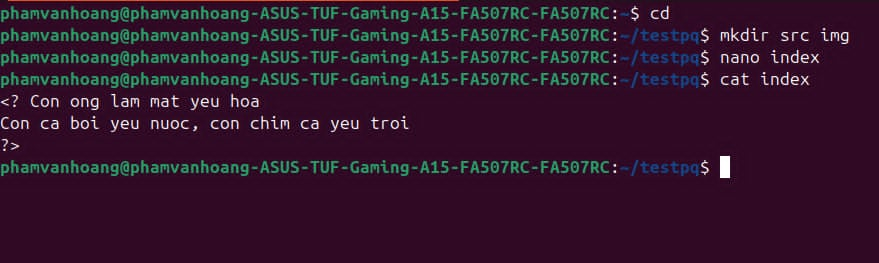 phamvanhoang@phamvanhoang-ASUS-TUF-Gaming-A15-FA507RC-FA507RC:~$ cd
phamvanhoang@phamvanhoang-ASUS-TUF-Gaming-A15-FA507RC-FA507RC:~/testpq$ mkdir src img
phamvanhoang@phamvanhoang-ASUS-TUF-Gaming-A15-FA507RC-FA507RC:~/testpq$ nano index
phamvanhoang@phamvanhoang-ASUS-TUF-Gaming-A15-FA507RC-FA507RC:~/testpq$ cat index
<? Con ong lam mat yeu hoa
Con ca boi yeu nuoc, con chim ca yeu troi
?>
phamvanhoang@phamvanhoang-ASUS-TUF-Gaming-A15-FA507RC-FA507RC:~/testpq$